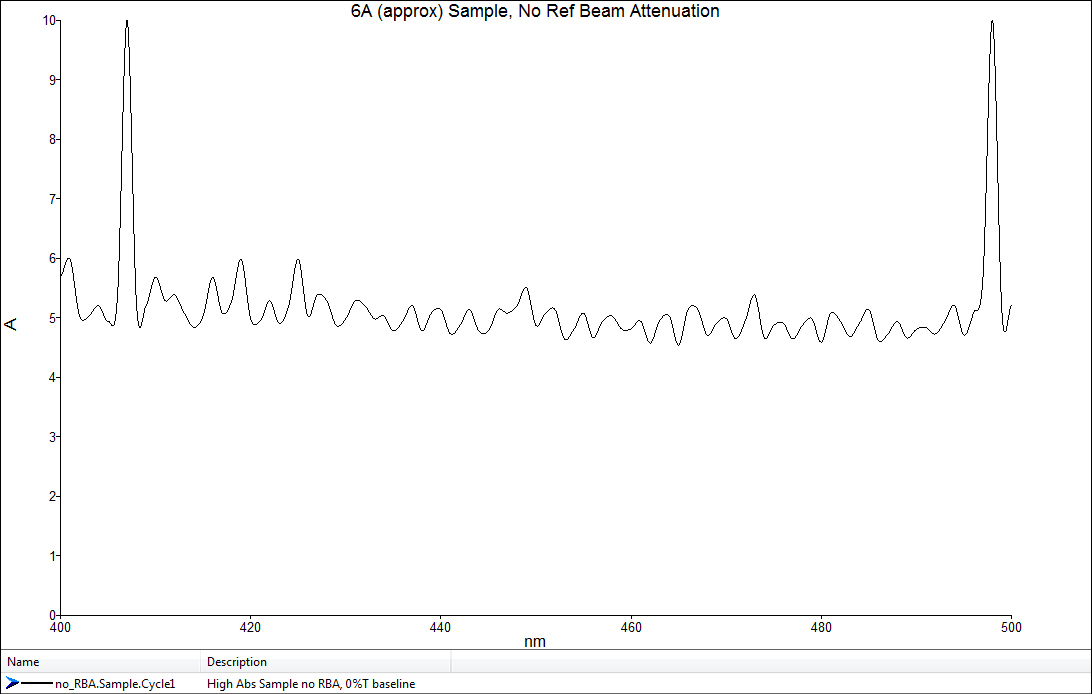 6A (approx) Sample, No Ref Beam Attenuation
10
9
8
7
6
5
4
3
2
1
0
A
400 420 440 460 480 500
nm
Name Description
no_RBA.Sample.Cycle1 High Abs Sample no RBA, 0%T baseline